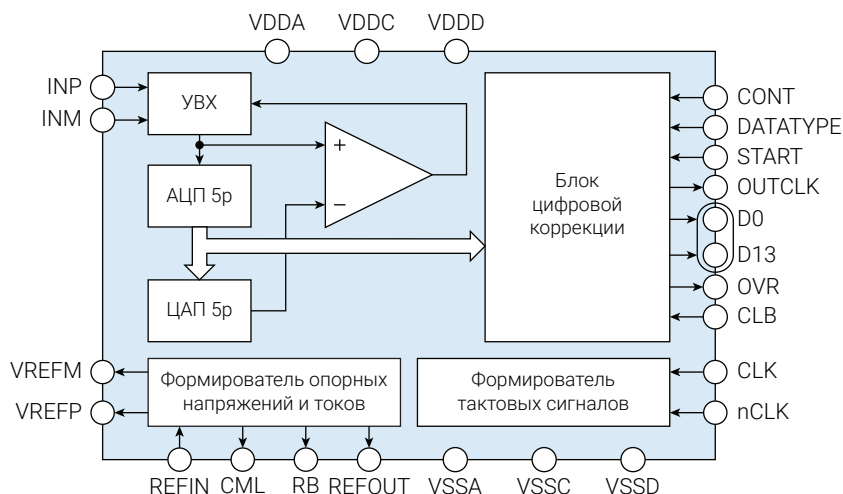 VDDA VDDC VDDD
INP
INM
УВХ
АЦП 5р
ЦАП 5р
+
−
Блок
цифровой
коррекции
CONT
DATATYPE
START
OUTCLK
D0
D13
OVR
CLB
VREFM
VREFP
Формирователь опорных
напряжений и токов
Формирователь
тактовых сигналов
CLK
nCLK
REFIN CML RB REFOUT VSSA VSSC VSSD